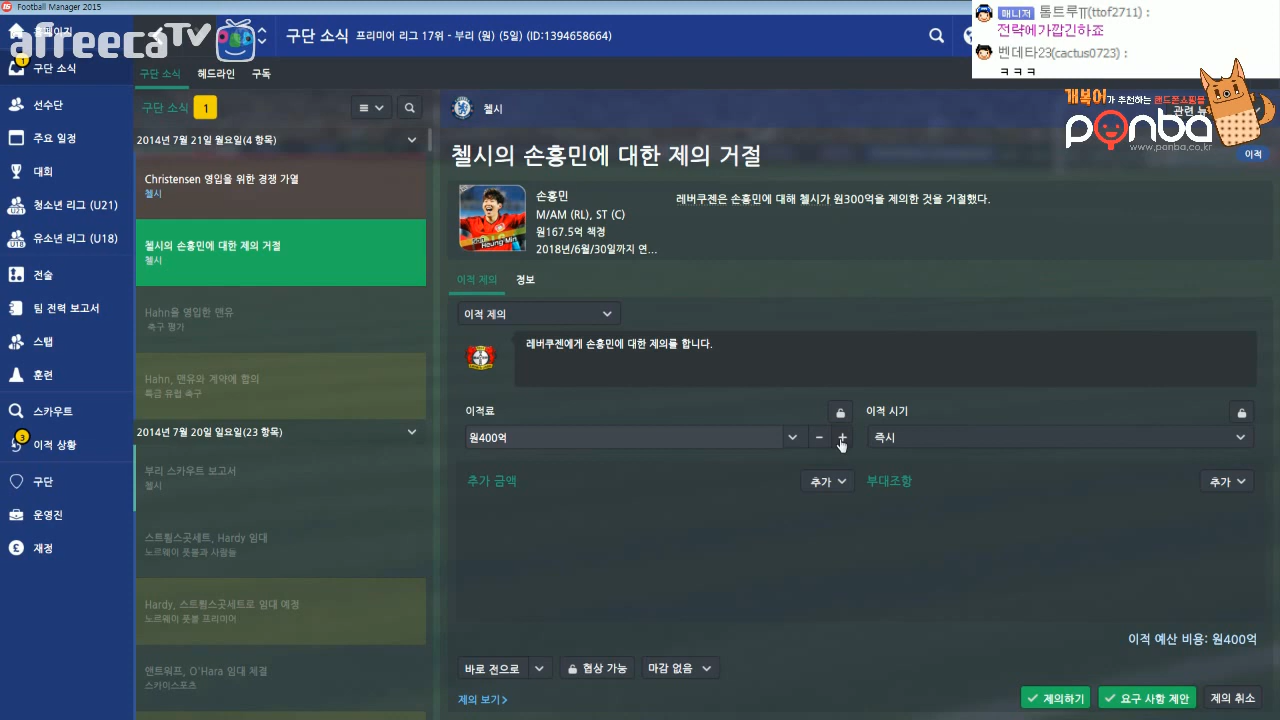 Football Manager 2015
afreecaTV
구단 소식 프리미어 리그 17위 - 부리 (원) (5일) (ID:1394658664)
매니저 톰트루ㅠ(ttof2711) :
전략에가깝긴하죠
벤데타23(cactus0723) :
ㅋㅋㅋ
개복어가 추천하는 핸드폰쇼핑몰
ponba
www.ponba.co.kr
1
구단 소식
선수단
주요 일정
대회
청소년 리그 (U21)
유소년 리그 (U18)
전술
팀 전력 보고서
스탭
훈련
스카우트
3
이적 상황
구단
운영진
재정
구단 소식 헤드라인 구독
구단 소식 1
2014년 7월 21일 월요일(4 항목)
Christensen 영입을 위한 경쟁 가열
첼시
첼시의 손흥민에 대한 제의 거절
첼시
Hahn을 영입한 맨유
축구 평가
Hahn, 맨유와 계약에 합의
특급 유럽 축구
2014년 7월 20일 일요일(23 항목)
부리 스카우트 보고서
첼시
스트룀스곳세트, Hardy 임대
노르웨이 풋볼과 사람들
Hardy, 스트룀스곳세트로 임대 예정
노르웨이 풋볼 프리미어
앤트워프, O'Hara 임대 체결
스카이스포츠
첼시
관련 뉴
첼시의 손흥민에 대한 제의 거절
이적
손흥민
M/AM (RL), ST (C)
원167.5억 책정
2018년/6월/30일까지 연...
레버쿠젠은 손흥민에 대해 첼시가 원300억을 제의한 것을 거절했다.
이적 제의 정보
이적 제의
레버쿠젠에게 손흥민에 대한 제의를 합니다.
이적료
원400억
이적 시기
즉시
추가 금액 추가
부대조항 추가
이적 예산 비용: 원400억
바로 전으로 협상 가능 마감 없음
제의 보기>
제의하기 요구 사항 제안 제의 취소